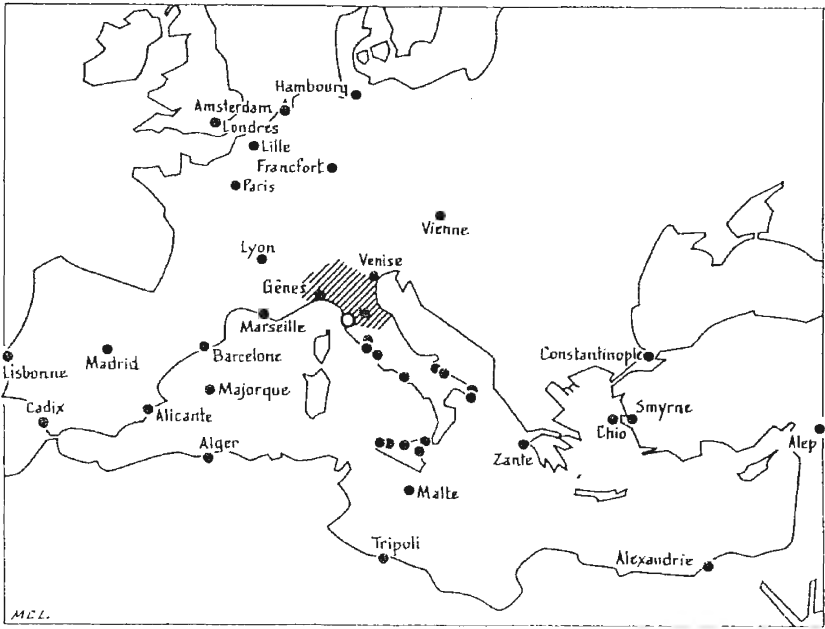 Hambourg
Amsterdam
Londres
Lille
Francfort
Paris
Vienne
Lyon
Venise
Gênes
Marseille
Lisbonne
Madrid
Barcelone
Constantinople
Majorque
Cadix
Alicante
Smyrne
Chio
Alger
Zante
Alep
Malte
Tripoli
Alexandrie
MCL.